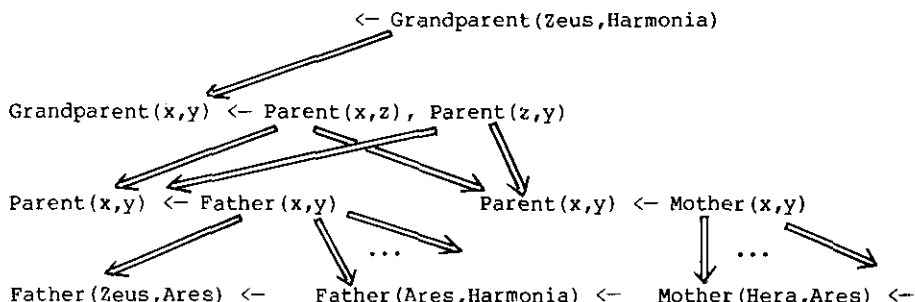 <— Grandparent(Zeus,Harmonia)
Grandparent(x,y) <— Parent(x,z), Parent(z,y)
Parent(x,y) <— Father(x,y) Parent(x,y) <— Mother(x,y)
... ...
Father(Zeus,Ares) <— Father(Ares,Harmonia) <— Mother(Hera,Ares) <—